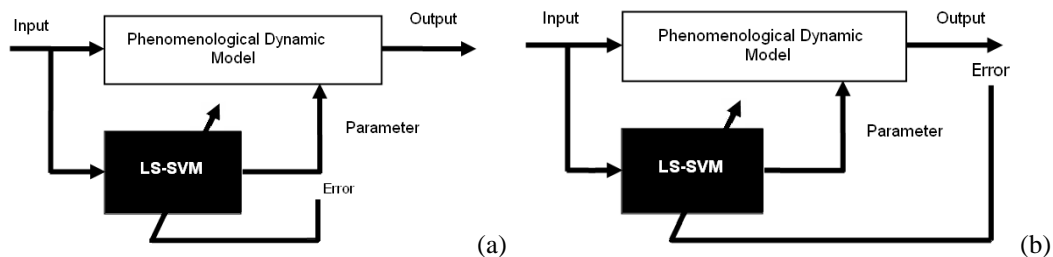 Input
Output
Phenomenological Dynamic
Model
Parameter
LS-SVM
Error
(a)
Input
Output
Phenomenological Dynamic
Model
Error
Parameter
LS-SVM
(b)